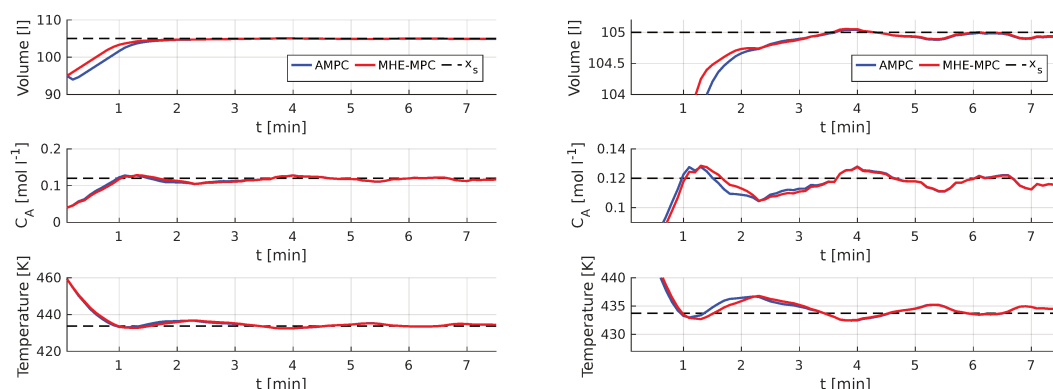 Volume [l]
110
100
90
AMPC MHE-MPC x_s
1 2 3 4 5 6 7
t [min]
C_A [mol l^-1]
0.2
0.1
0
1 2 3 4 5 6 7
t [min]
Temperature [K]
460
440
420
1 2 3 4 5 6 7
t [min]
Volume [l]
105
104.5
104
AMPC MHE-MPC x_s
1 2 3 4 5 6 7
t [min]
C_A [mol l^-1]
0.14
0.12
0.1
1 2 3 4 5 6 7
t [min]
Temperature [K]
440
435
430
1 2 3 4 5 6 7
t [min]